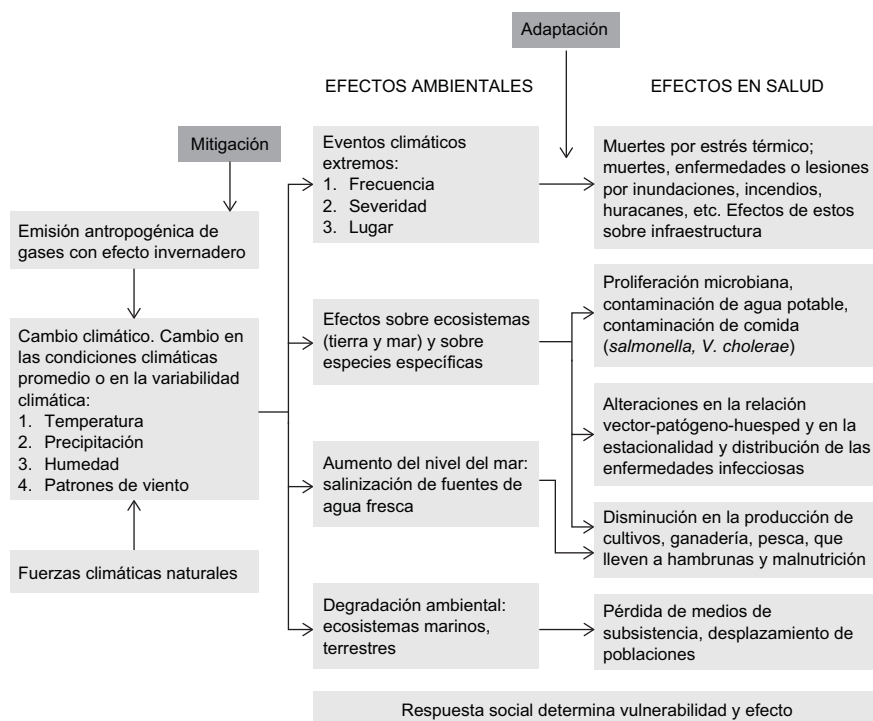 Adaptación
EFECTOS AMBIENTALES
EFECTOS EN SALUD
Mitigación
Emisión antropogénica de
gases con efecto invernadero
Cambio climático. Cambio en
las condiciones climáticas
promedio o en la variabilidad
climática:
1. Temperatura
2. Precipitación
3. Humedad
4. Patrones de viento
Fuerzas climáticas naturales
Eventos climáticos
extremos:
1. Frecuencia
2. Severidad
3. Lugar
Efectos sobre ecosistemas
(tierra y mar) y sobre
especies específicas
Aumento del nivel del mar:
salinización de fuentes de
agua fresca
Degradación ambiental:
ecosistemas marinos,
terrestres
Muertes por estrés térmico;
muertes, enfermedades o lesiones
por inundaciones, incendios,
huracanes, etc. Efectos de estos
sobre infraestructura
Proliferación microbiana,
contaminación de agua potable,
contaminación de comida
(salmonella, V. cholerae)
Alteraciones en la relación
vector-patógeno-huesped y en la
estacionalidad y distribución de las
enfermedades infecciosas
Disminución en la producción de
cultivos, ganadería, pesca, que
lleven a hambrunas y malnutrición
Pérdida de medios de
subsistencia, desplazamiento de
poblaciones
Respuesta social determina vulnerabilidad y efecto